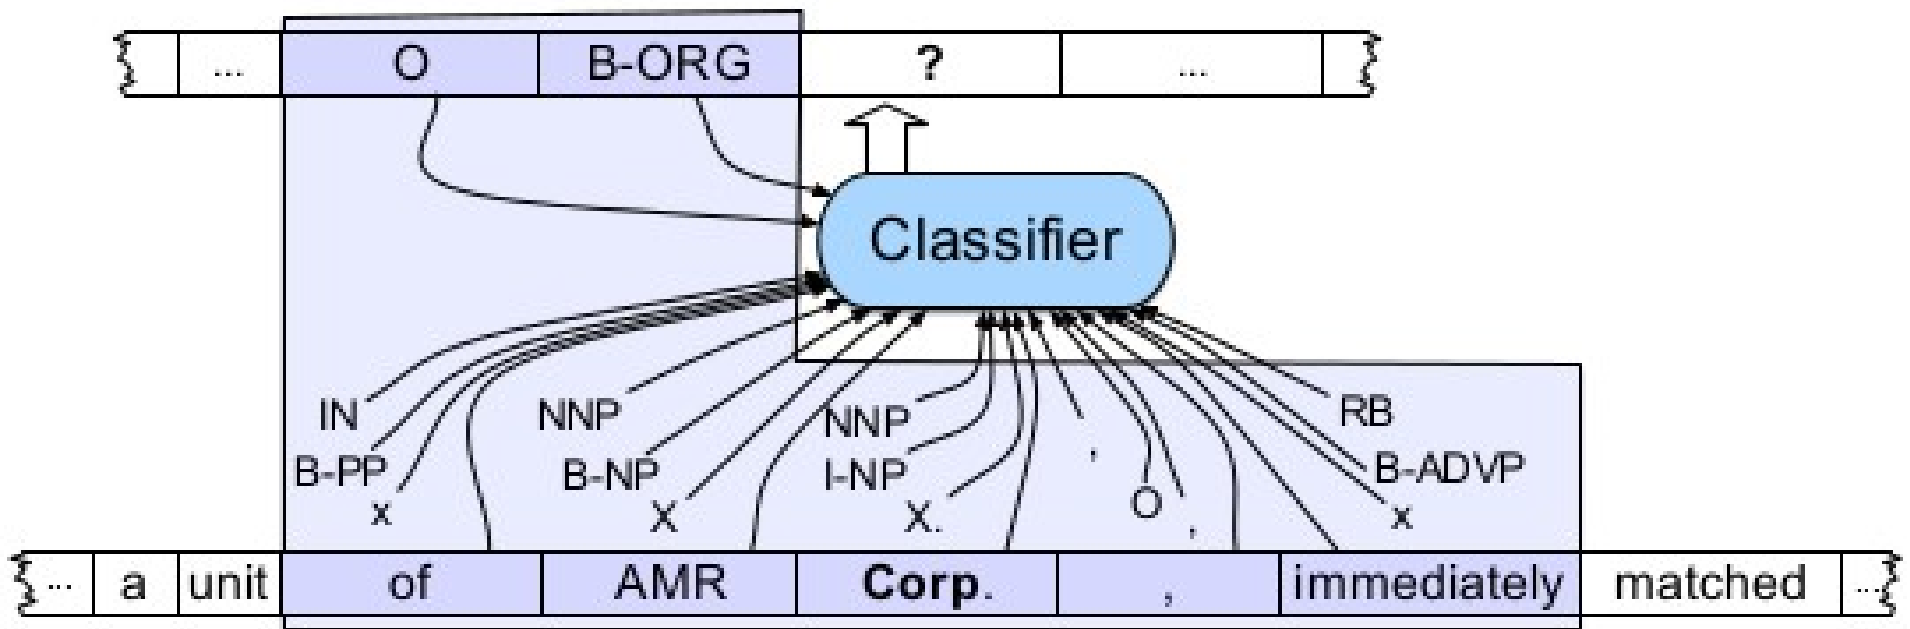 ... O B-ORG ? ...
Classifier
IN NNP NNP , RB
B-PP B-NP I-NP O B-ADVP
x X X. , x
... a unit of AMR Corp. , immediately matched ...